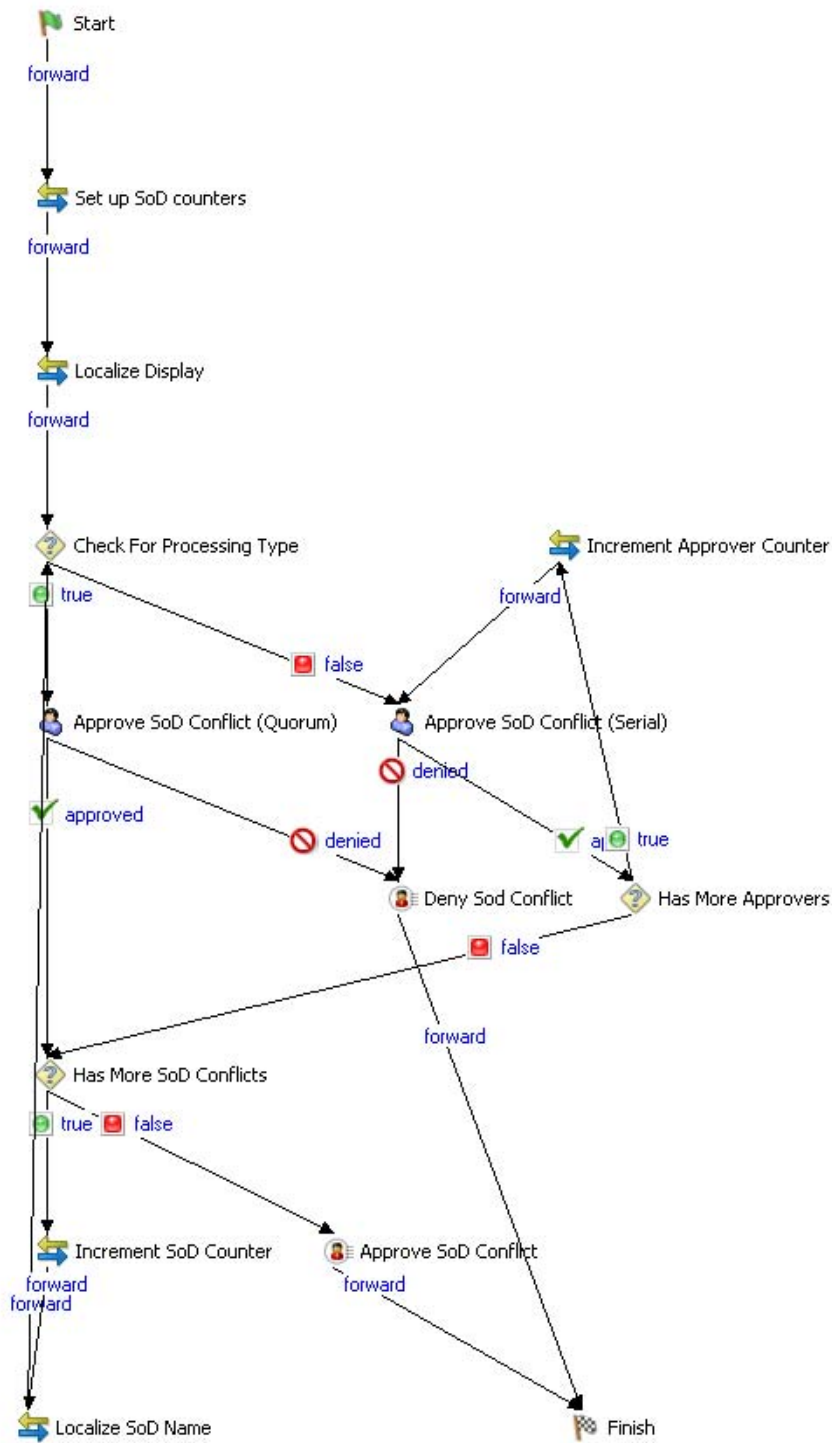 Start
forward
Set up SoD counters
forward
Localize Display
forward
Check For Processing Type
Increment Approver Counter
true
forward
false
Approve SoD Conflict (Quorum)
Approve SoD Conflict (Serial)
denied
approved
denied
true
Deny Sod Conflict
Has More Approvers
false
forward
Has More SoD Conflicts
true
false
Increment SoD Counter
Approve SoD Conflict
forward
forward
forward
Localize SoD Name
Finish